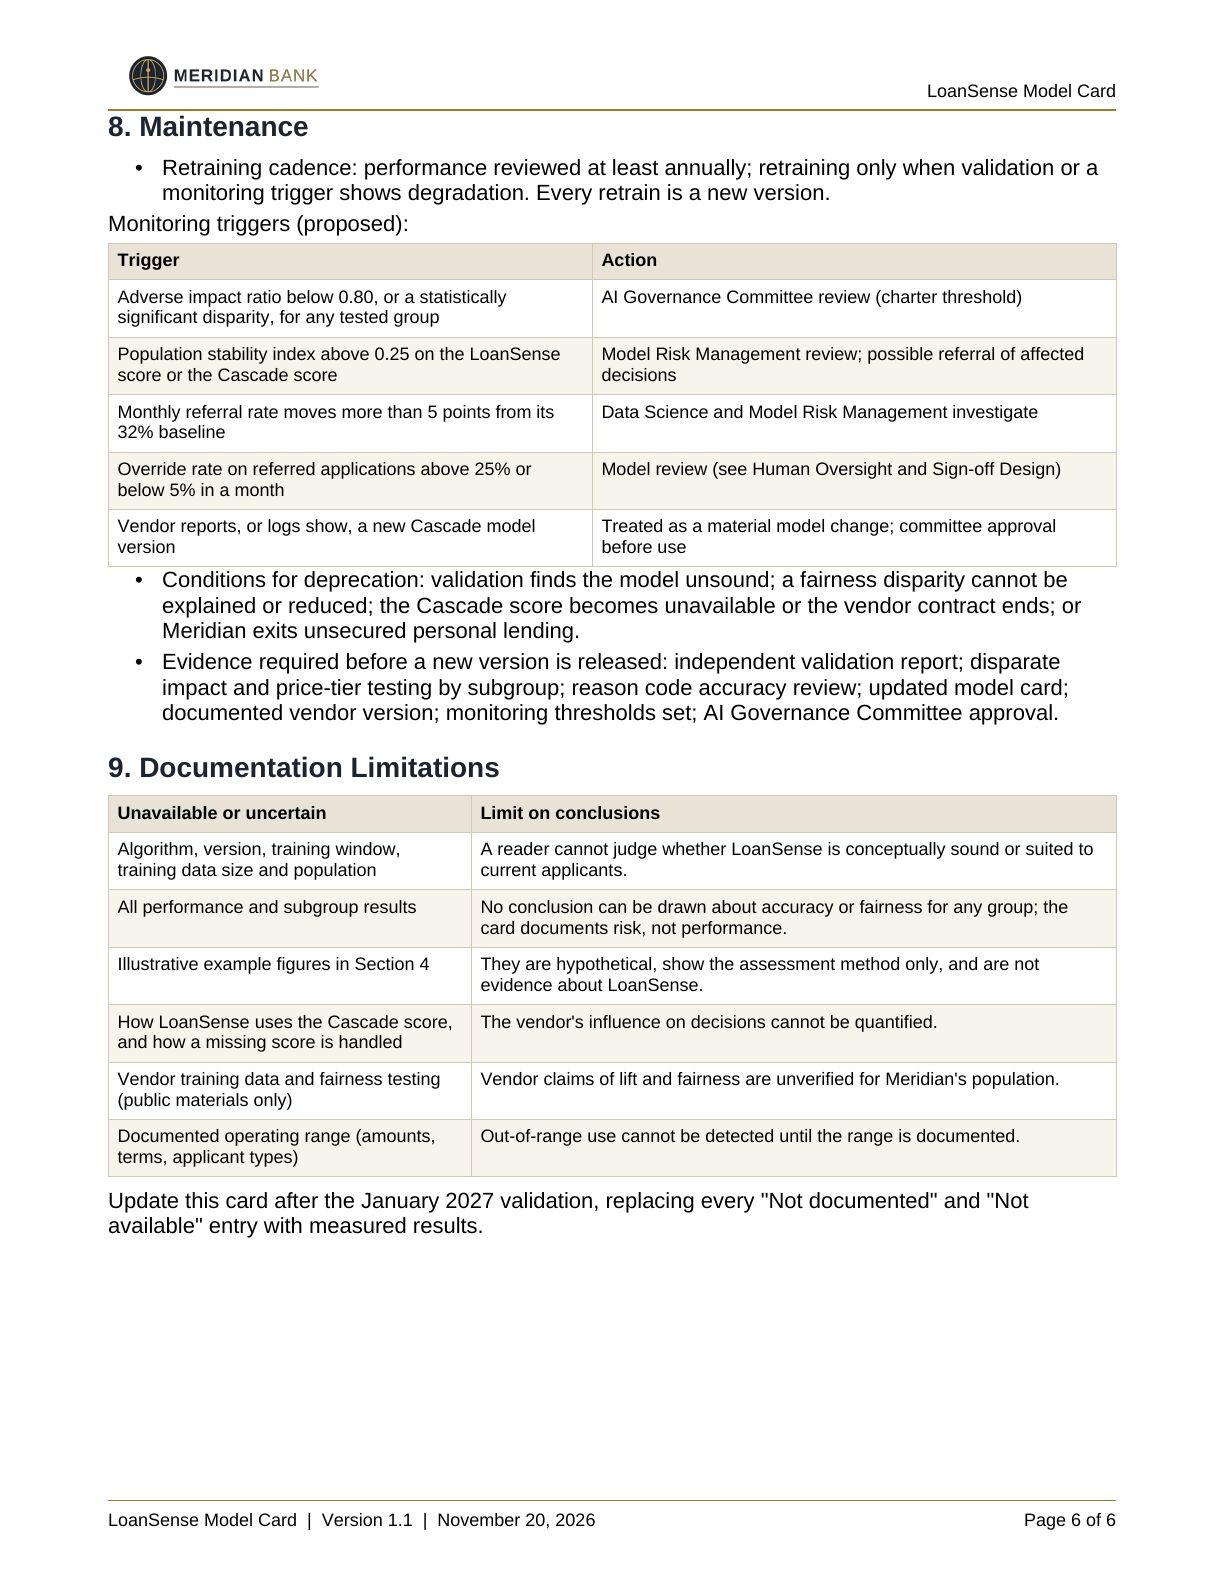 MERIDIAN BANK
LoanSense Model Card
8. Maintenance
• Retraining cadence: performance reviewed at least annually; retraining only when validation or a
monitoring trigger shows degradation. Every retrain is a new version.
Monitoring triggers (proposed):
Trigger Action
Adverse impact ratio below 0.80, or a statistically
significant disparity, for any tested group
AI Governance Committee review (charter threshold)
Population stability index above 0.25 on the LoanSense
score or the Cascade score
Model Risk Management review; possible referral of affected
decisions
Monthly referral rate moves more than 5 points from its
32% baseline
Data Science and Model Risk Management investigate
Override rate on referred applications above 25% or
below 5% in a month
Model review (see Human Oversight and Sign-off Design)
Vendor reports, or logs show, a new Cascade model
version
Treated as a material model change; committee approval
before use
• Conditions for deprecation: validation finds the model unsound; a fairness disparity cannot be
explained or reduced; the Cascade score becomes unavailable or the vendor contract ends; or
Meridian exits unsecured personal lending.
• Evidence required before a new version is released: independent validation report; disparate
impact and price-tier testing by subgroup; reason code accuracy review; updated model card;
documented vendor version; monitoring thresholds set; AI Governance Committee approval.
9. Documentation Limitations
Unavailable or uncertain Limit on conclusions
Algorithm, version, training window,
training data size and population
A reader cannot judge whether LoanSense is conceptually sound or suited to
current applicants.
All performance and subgroup results
No conclusion can be drawn about accuracy or fairness for any group; the
card documents risk, not performance.
Illustrative example figures in Section 4
They are hypothetical, show the assessment method only, and are not
evidence about LoanSense.
How LoanSense uses the Cascade score,
and how a missing score is handled
The vendor's influence on decisions cannot be quantified.
Vendor training data and fairness testing
(public materials only)
Vendor claims of lift and fairness are unverified for Meridian's population.
Documented operating range (amounts,
terms, applicant types)
Out-of-range use cannot be detected until the range is documented.
Update this card after the January 2027 validation, replacing every "Not documented" and "Not
available" entry with measured results.
LoanSense Model Card | Version 1.1 | November 20, 2026
Page 6 of 6